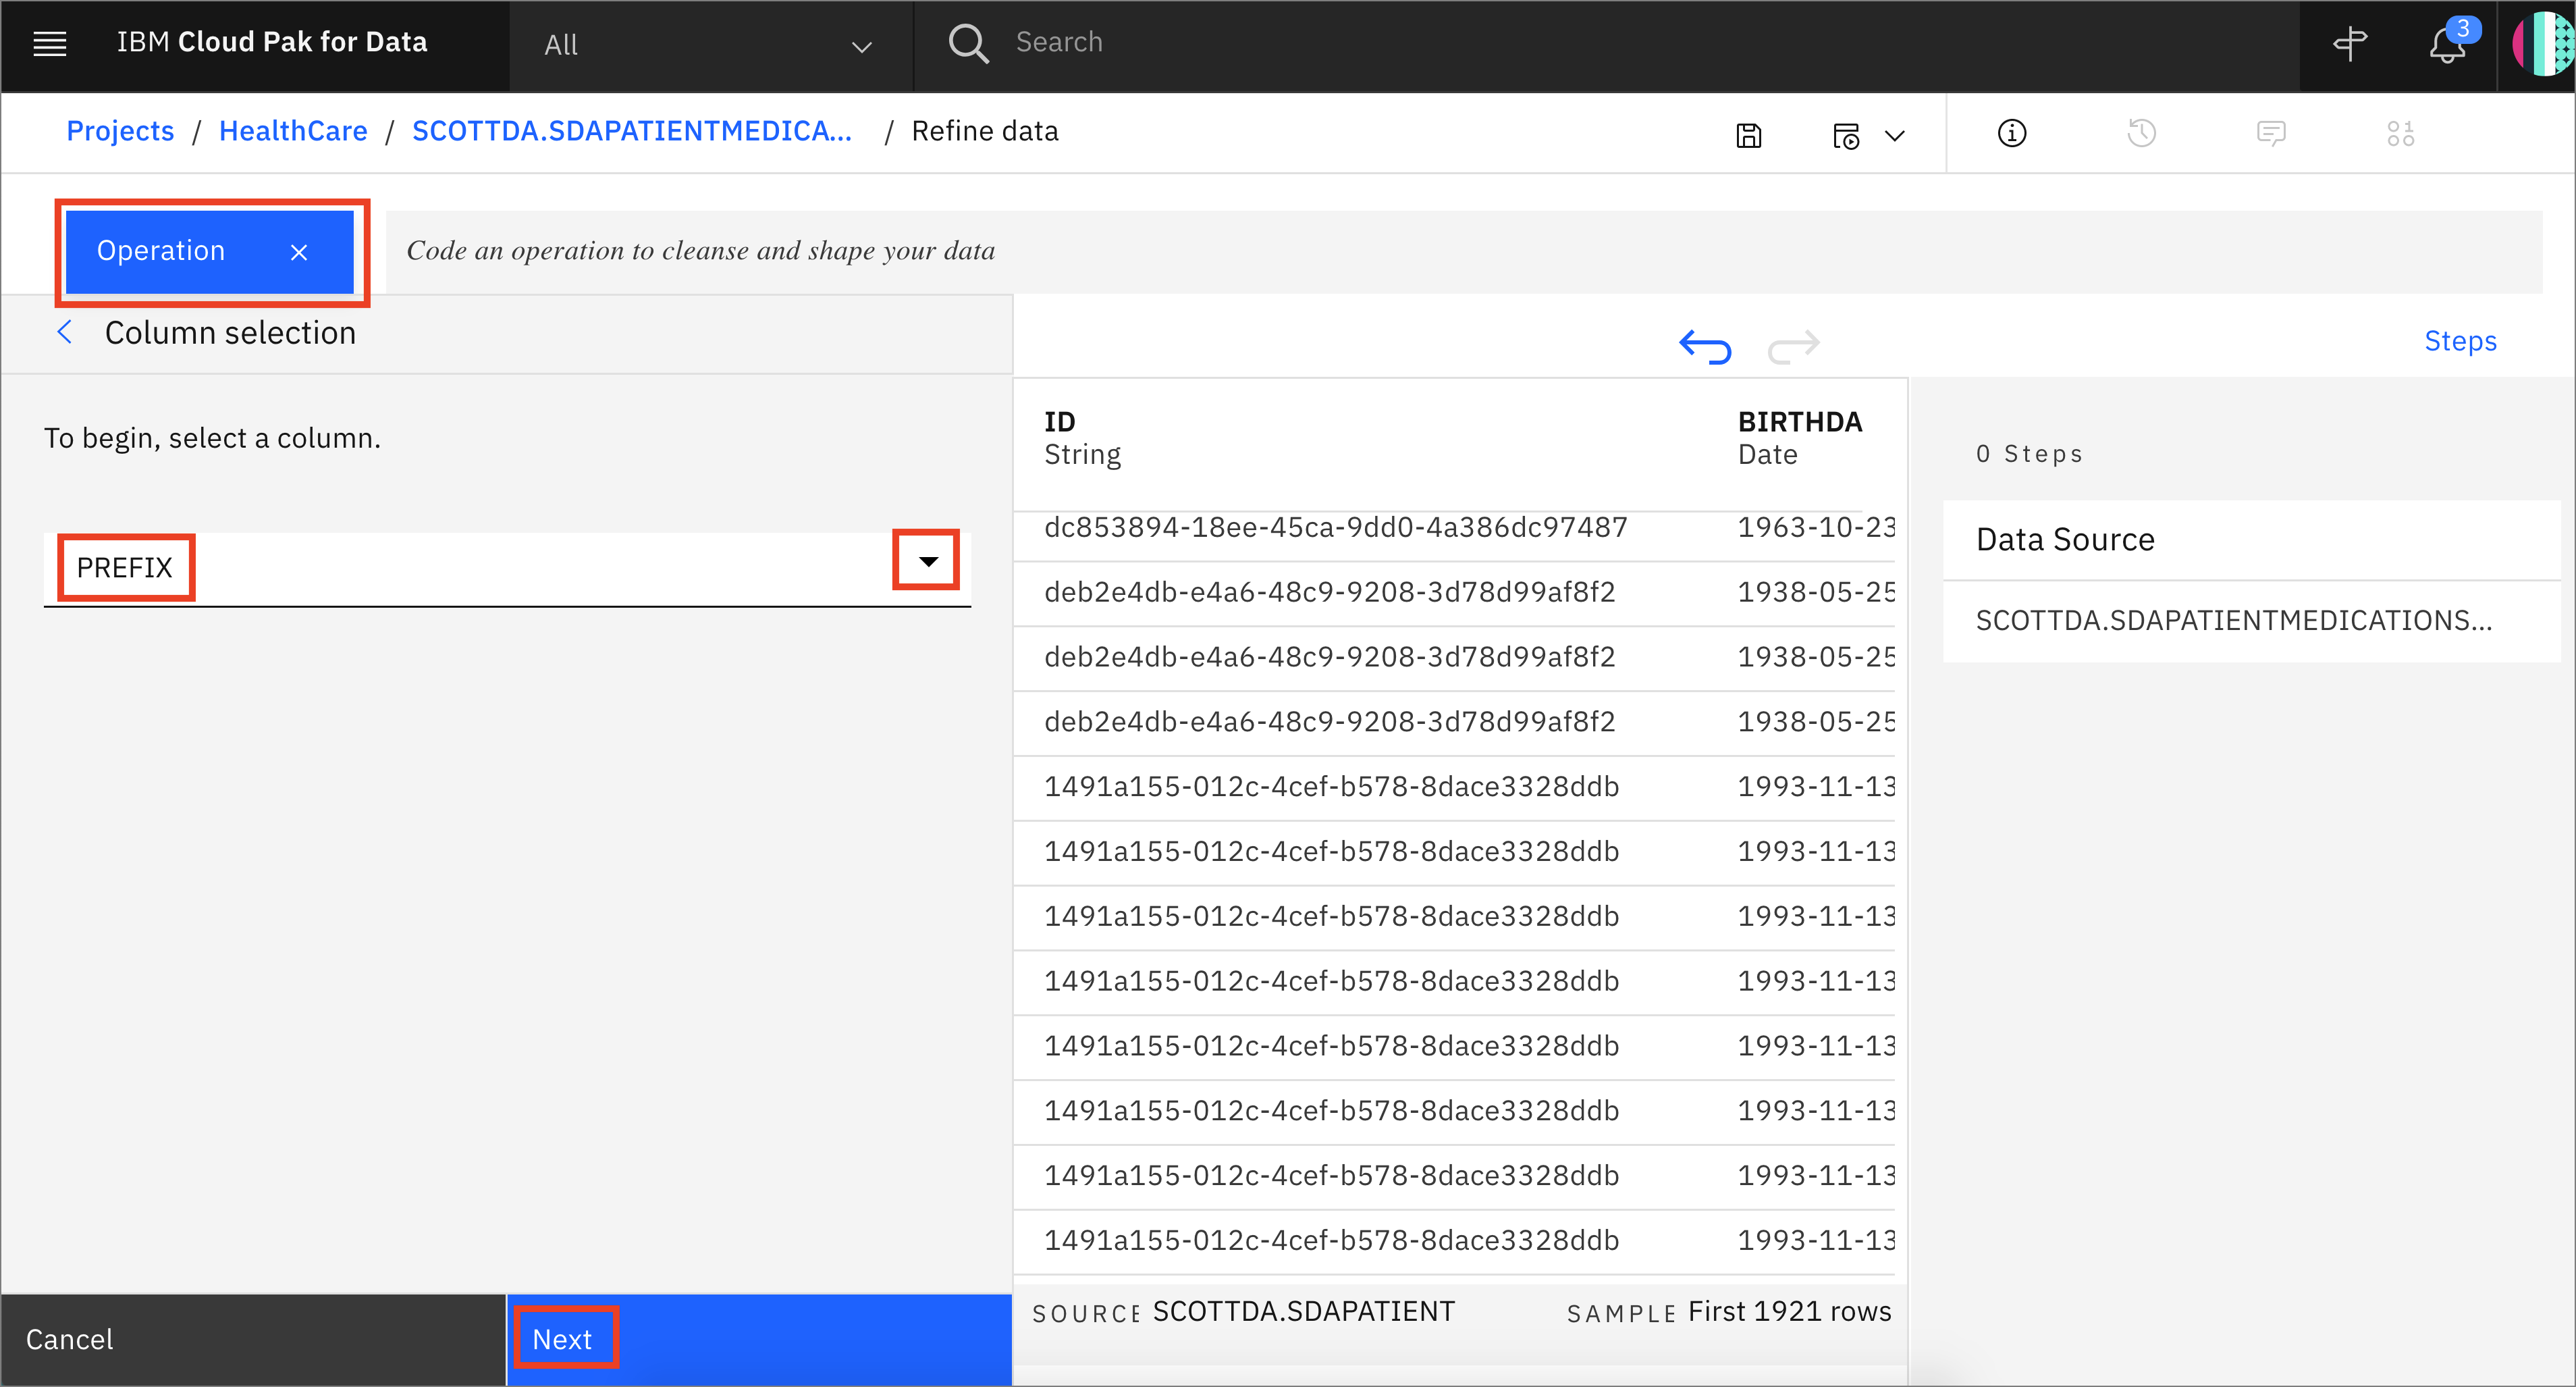 IBM Cloud Pak for Data
All
Search
3
Projects / HealthCare / SCOTTDA.SDAPATIENTMEDICA... / Refine data
Operation ×
Code an operation to cleanse and shape your data
Column selection
Steps
To begin, select a column.
PREFIX
ID
String
BIRTHDA
Date
dc853894-18ee-45ca-9dd0-4a386dc97487 1963-10-23
deb2e4db-e4a6-48c9-9208-3d78d99af8f2 1938-05-25
deb2e4db-e4a6-48c9-9208-3d78d99af8f2 1938-05-25
deb2e4db-e4a6-48c9-9208-3d78d99af8f2 1938-05-25
1491a155-012c-4cef-b578-8dace3328ddb 1993-11-13
1491a155-012c-4cef-b578-8dace3328ddb 1993-11-13
1491a155-012c-4cef-b578-8dace3328ddb 1993-11-13
1491a155-012c-4cef-b578-8dace3328ddb 1993-11-13
1491a155-012c-4cef-b578-8dace3328ddb 1993-11-13
1491a155-012c-4cef-b578-8dace3328ddb 1993-11-13
1491a155-012c-4cef-b578-8dace3328ddb 1993-11-13
1491a155-012c-4cef-b578-8dace3328ddb 1993-11-13
SOURCE SCOTTDA.SDAPATIENT SAMPLE First 1921 rows
0 Steps
Data Source
SCOTTDA.SDAPATIENTMEDICATIONS...
Cancel
Next